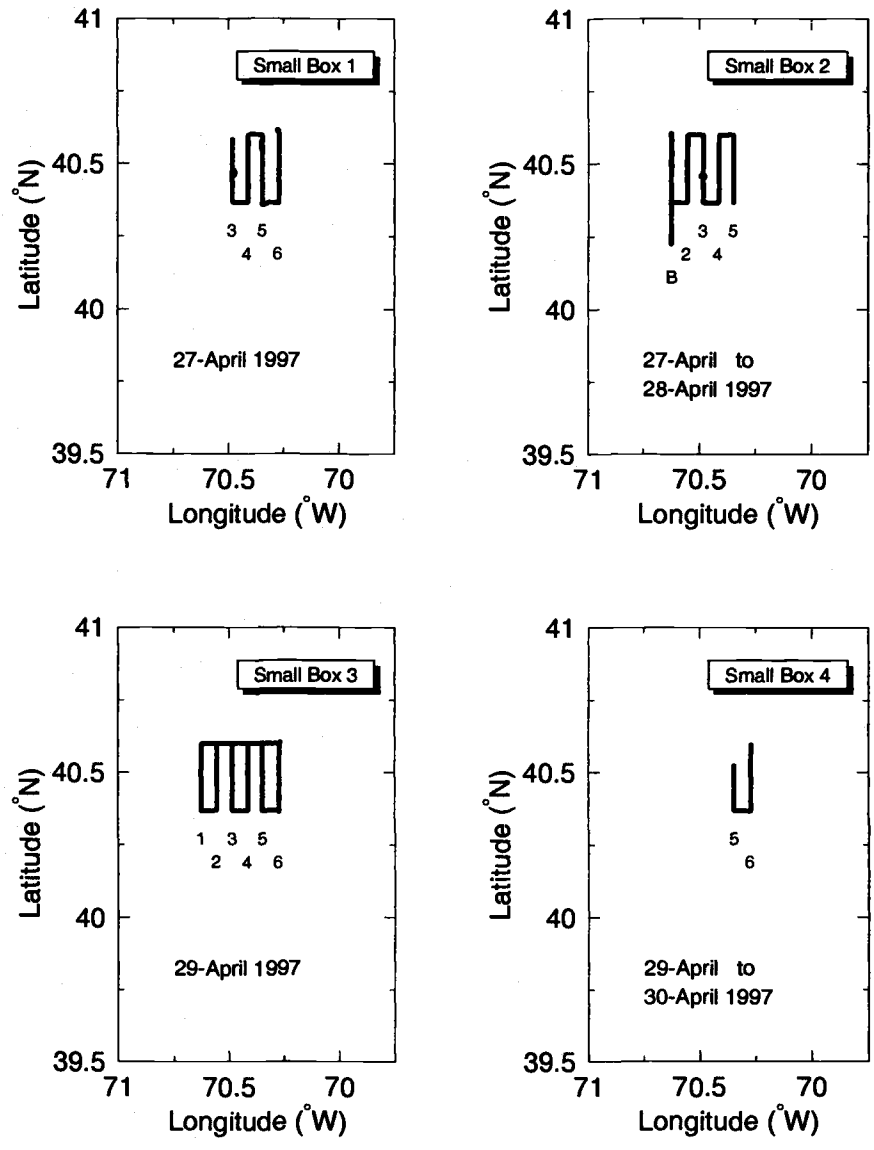 41
Small Box 1
40.5
3 5
4 6
40
27-April 1997
39.5
71 70.5 70
Longitude (°W)
Latitude (°N)
41
Small Box 2
40.5
3 5
2 4
B
40
27-April to
28-April 1997
39.5
71 70.5 70
Longitude (°W)
Latitude (°N)
41
Small Box 3
40.5
1 3 5
2 4 6
40
29-April 1997
39.5
71 70.5 70
Longitude (°W)
Latitude (°N)
41
Small Box 4
40.5
5
6
40
29-April to
30-April 1997
39.5
71 70.5 70
Longitude (°W)
Latitude (°N)